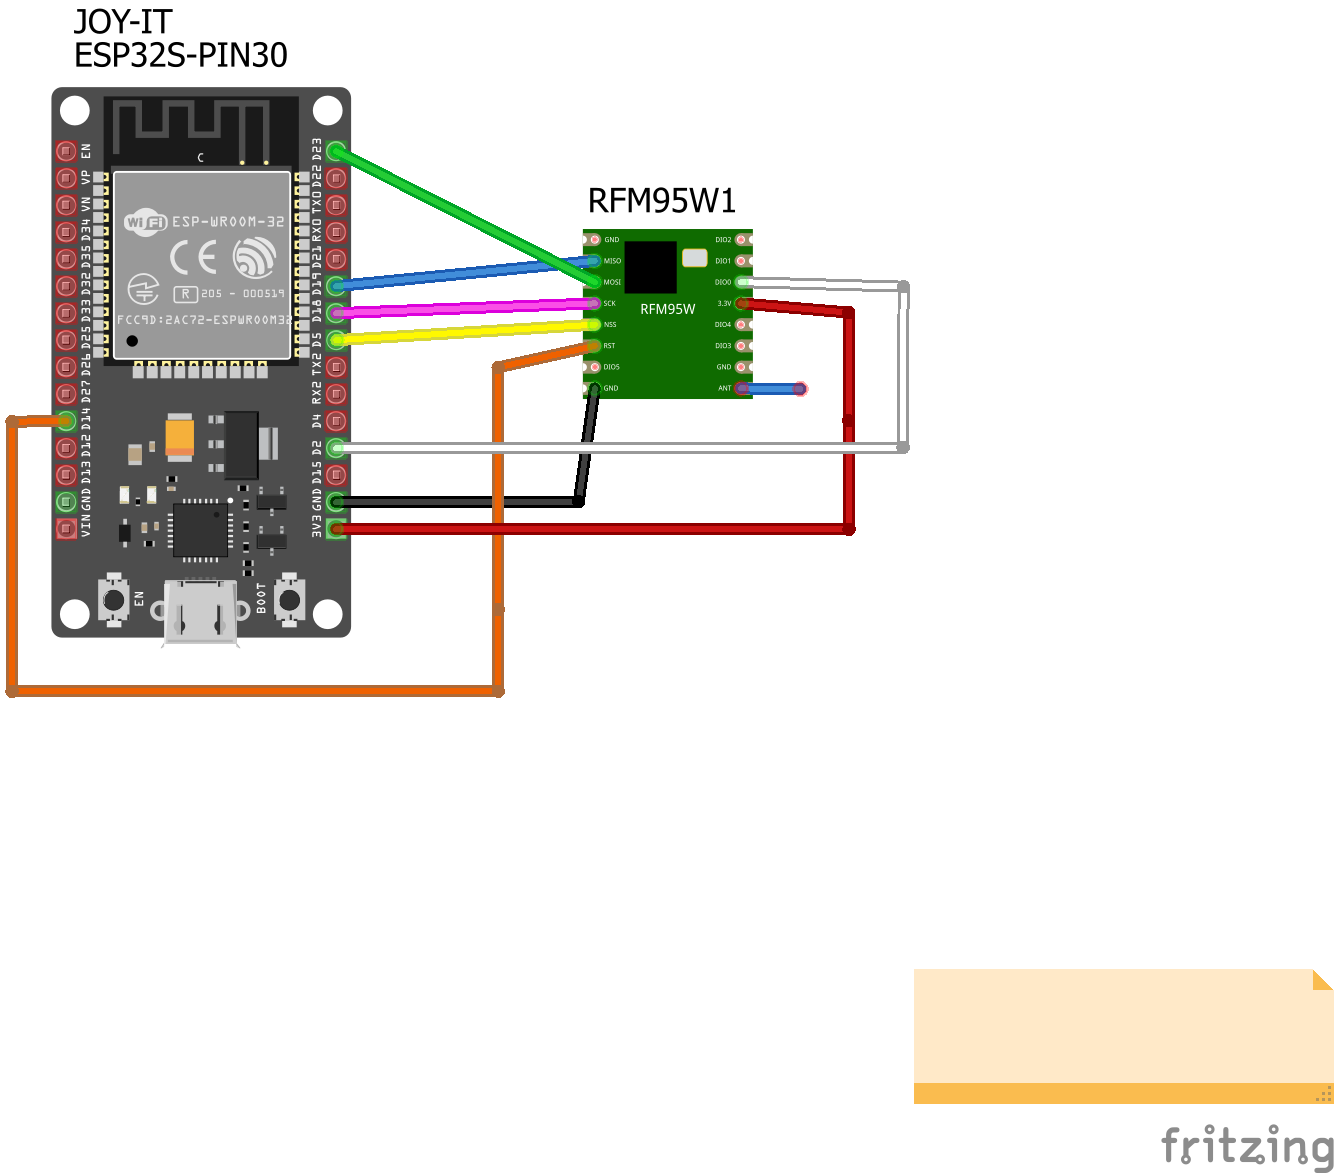 JOY-IT
ESP32S-PIN30
EN
VP
VN
D34
D35
D32
D33
D25
D26
D27
D14
D12
D13
GND
VIN
D23
D22
TX0
RX0
D21
D19
D18
D5
TX2
RX2
D4
D2
D15
GND
3V3
C
WiFi ESP-WROOM-32
CE
R 205 - 000519
FCC9D:2AC72-ESPWROOM32
EN
BOOT
RFM95W1
GND
MISO
MOSI
SCK
NSS
RST
DIO5
GND
RFM95W
DIO2
DIO1
DIO0
3.3V
DIO4
DIO3
GND
ANT
fritzing